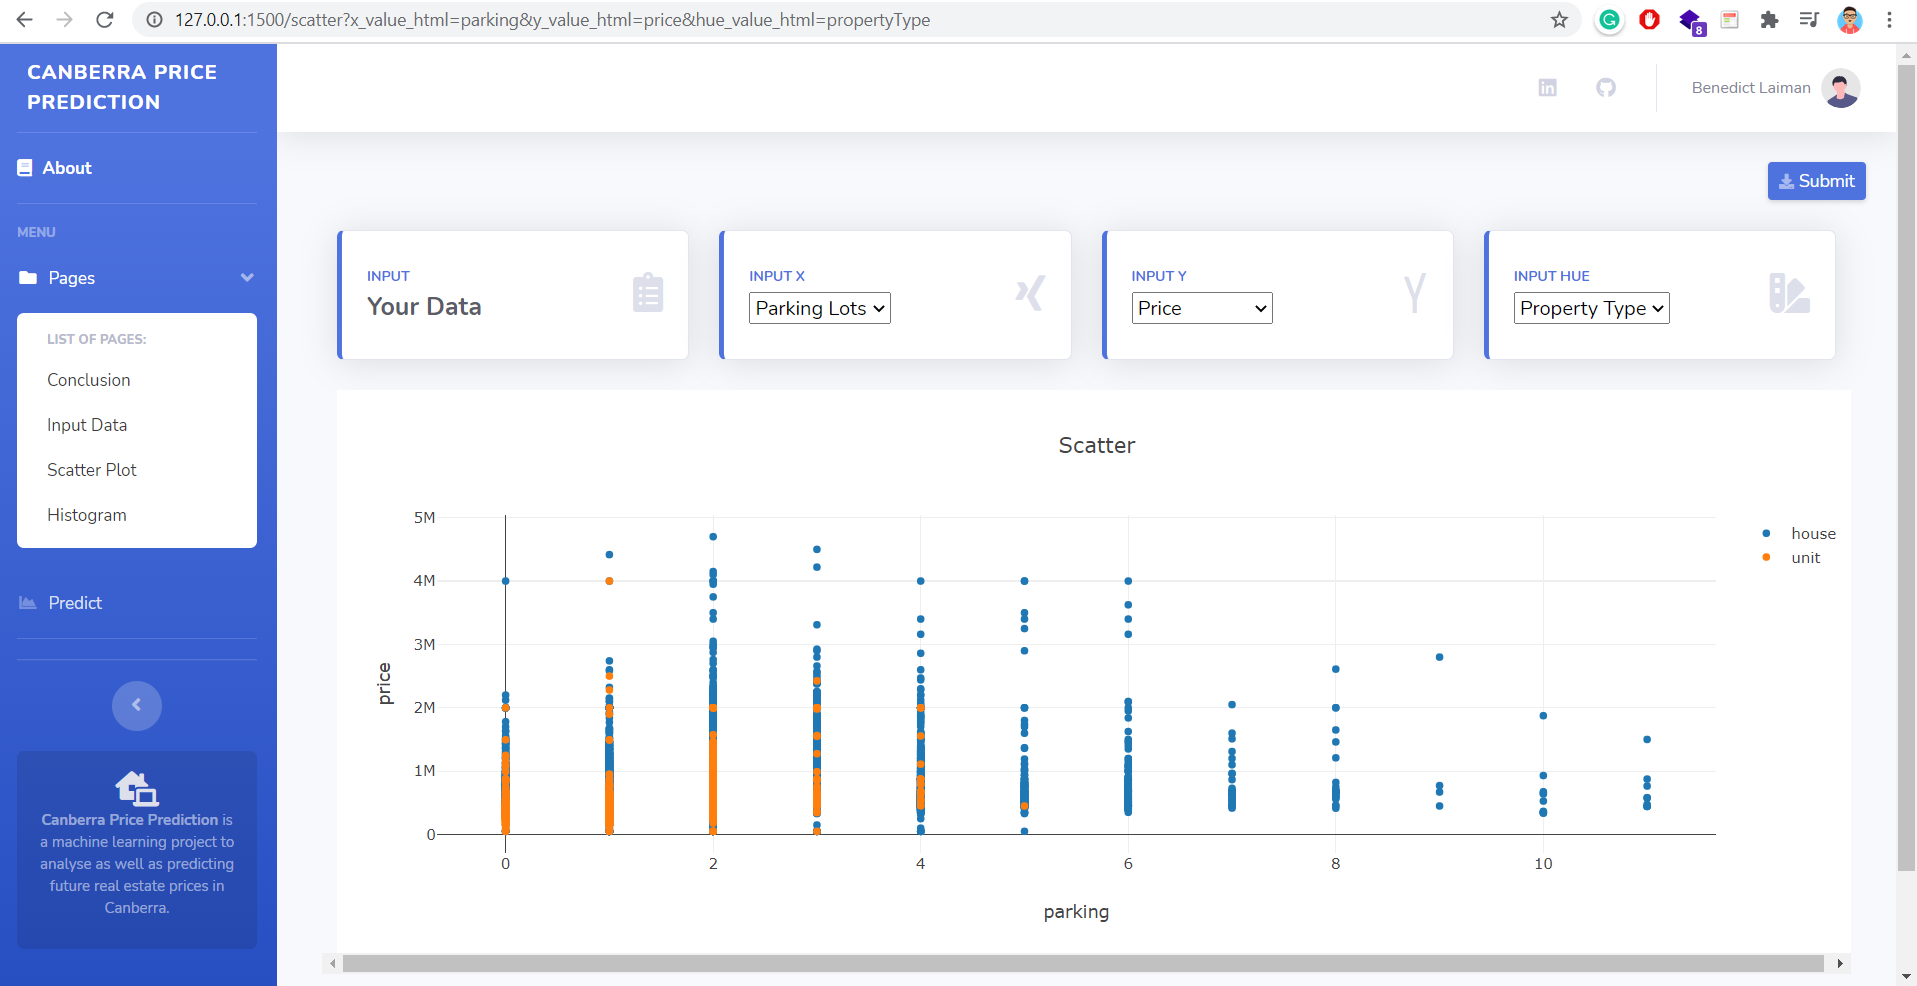 127.0.0.1:1500/scatter?x_value_html=parking&y_value_html=price&hue_value_html=propertyType
8
CANBERRA PRICE
PREDICTION
Benedict Laiman
About
Submit
MENU
Pages
INPUT
Your Data
INPUT X
Parking Lots
INPUT Y
Price
INPUT HUE
Property Type
LIST OF PAGES:
Conclusion
Input Data
Scatter Plot
Histogram
Predict
Canberra Price Prediction is
a machine learning project to
analyse as well as predicting
future real estate prices in
Canberra.
Scatter
5M
4M
3M
2M
1M
0
price
0 2 4 6 8 10
parking
house
unit